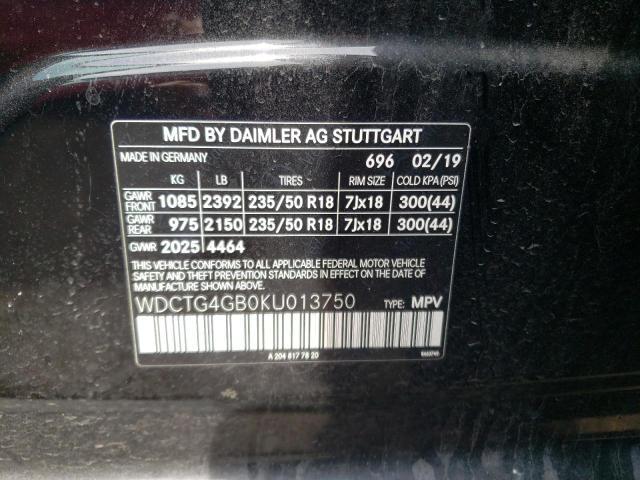 MFD BY DAIMLER AG STUTTGART
MADE IN GERMANY 696 02/19
KG LB TIRES RIM SIZE COLD KPA (PSI)
GAWR FRONT 1085 2392 235/50 R18 7Jx18 300(44)
GAWR REAR 975 2150 235/50 R18 7Jx18 300(44)
GVWR 2025 4464
THIS VEHICLE CONFORMS TO ALL APPLICABLE FEDERAL MOTOR VEHICLE
SAFETY AND THEFT PREVENTION STANDARDS IN EFFECT ON THE DATE OF
MANUFACTURE SHOWN ABOVE.
WDCTG4GB0KU013750 TYPE: MPV
A 204 817 78 20